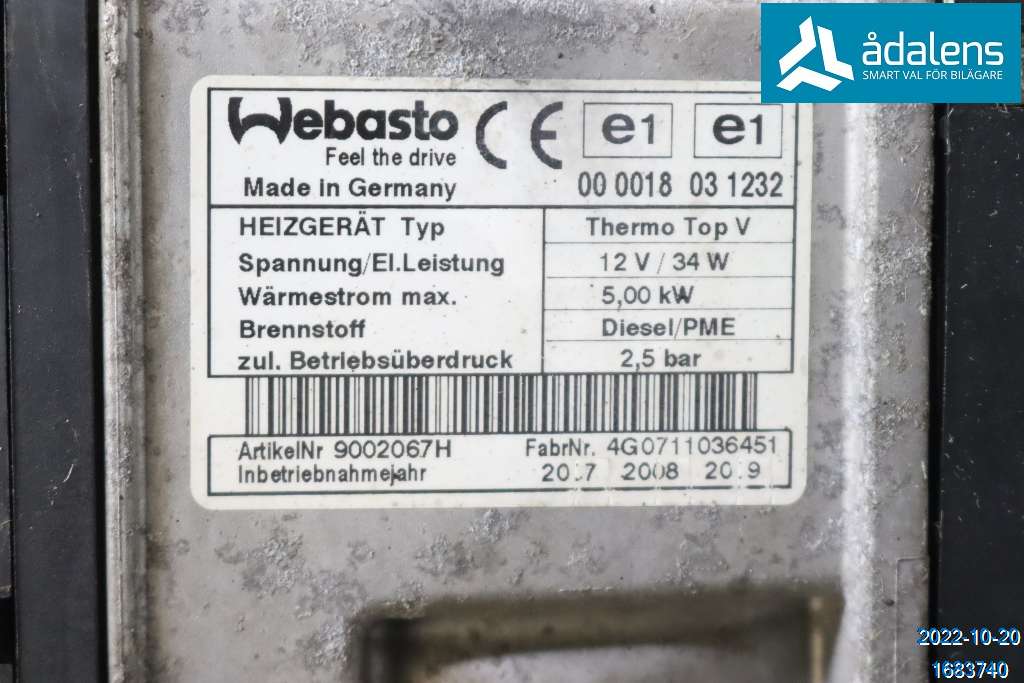 ådalens
SMART VAL FÖR BILÄGARE
Webasto
Feel the drive
Made in Germany
CE e1 e1
00 0018 03 1232
HEIZGERÄT Typ Thermo Top V
Spannung/El.Leistung 12 V / 34 W
Wärmestrom max. 5,00 kW
Brennstoff Diesel/PME
zul. Betriebsüberdruck 2,5 bar
ArtikelNr 9002067H FabrNr. 4G0711036451
Inbetriebnahmejahr 2008
2022-10-20
1683740